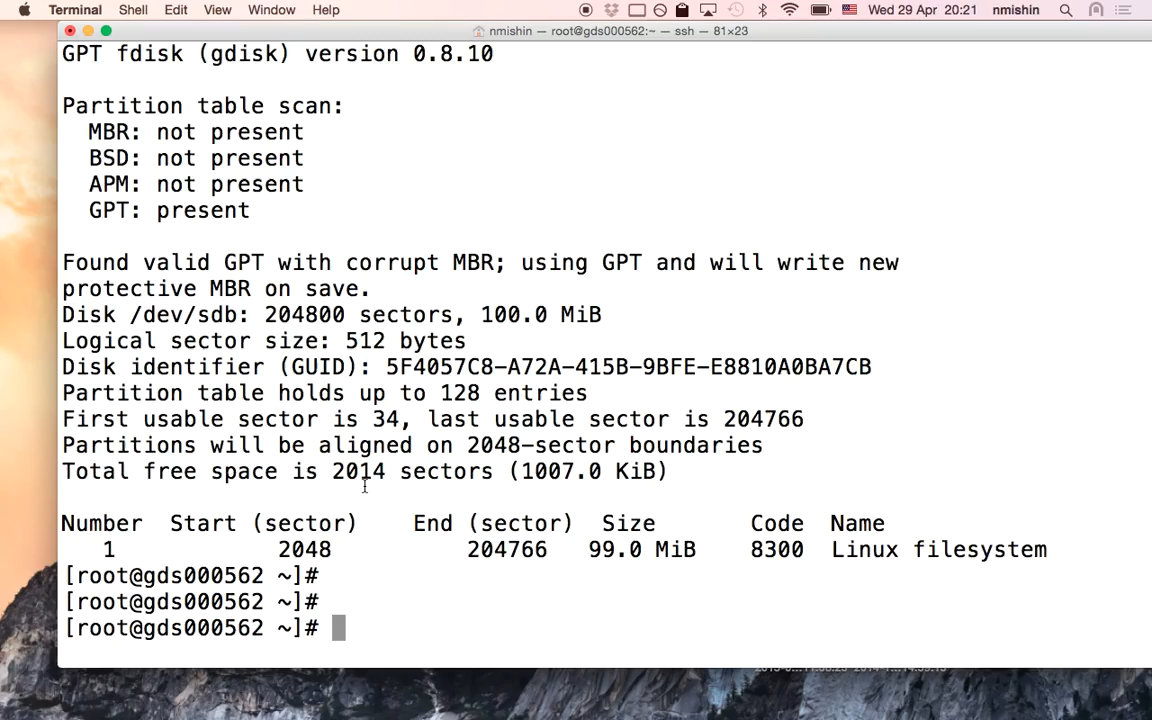 Terminal Shell Edit View Window Help Wed 29 Apr 20:21 nmishin
nmishin — root@gds000562:~ — ssh — 81×23
GPT fdisk (gdisk) version 0.8.10
Partition table scan:
MBR: not present
BSD: not present
APM: not present
GPT: present
Found valid GPT with corrupt MBR; using GPT and will write new
protective MBR on save.
Disk /dev/sdb: 204800 sectors, 100.0 MiB
Logical sector size: 512 bytes
Disk identifier (GUID): 5F4057C8-A72A-415B-9BFE-E8810A0BA7CB
Partition table holds up to 128 entries
First usable sector is 34, last usable sector is 204766
Partitions will be aligned on 2048-sector boundaries
Total free space is 2014 sectors (1007.0 KiB)
Number Start (sector) End (sector) Size Code Name
1 2048 204766 99.0 MiB 8300 Linux filesystem
[root@gds000562 ~]#
[root@gds000562 ~]#
[root@gds000562 ~]#